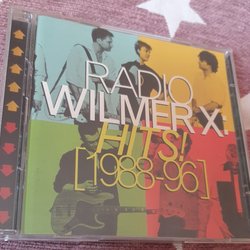 RADIO
WILMER X:
HITS!
[1988-96]